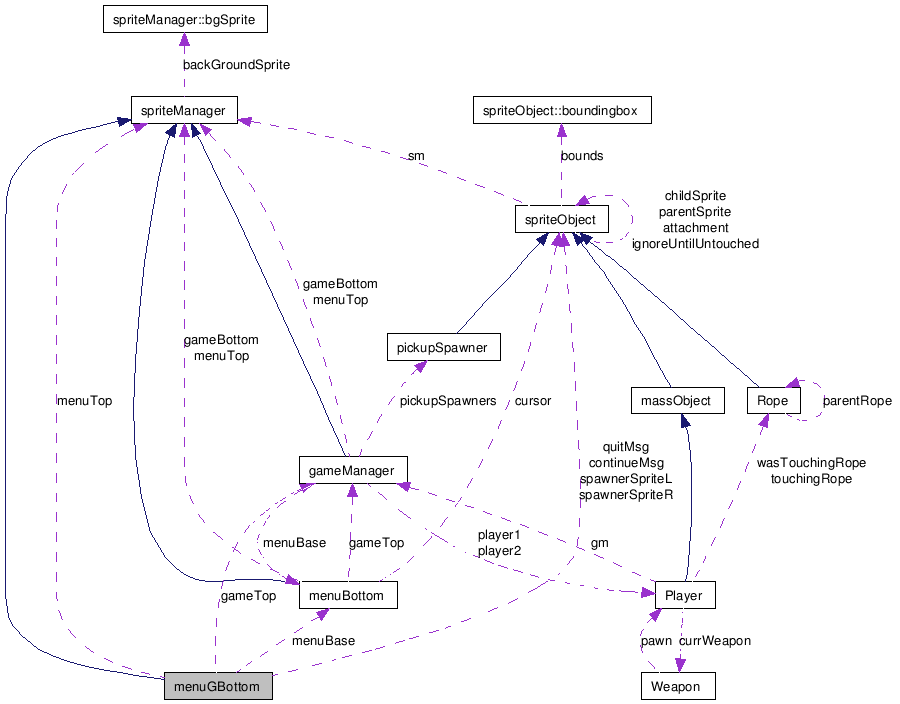 spriteManager::bgSprite
backGroundSprite
spriteManager
spriteObject::boundingbox
sm
bounds
childSprite
parentSprite
attachment
ignoreUntilUntouched
spriteObject
gameBottom
menuTop
gameBottom
menuTop
pickupSpawner
menuTop
pickupSpawners
cursor
massObject
Rope
parentRope
quitMsg
continueMsg
spawnerSpriteL
spawnerSpriteR
wasTouchingRope
touchingRope
gameManager
menuBase
gameTop
player1
player2
gm
gameTop
menuBottom
Player
menuBase
pawn
currWeapon
menuGBottom
Weapon